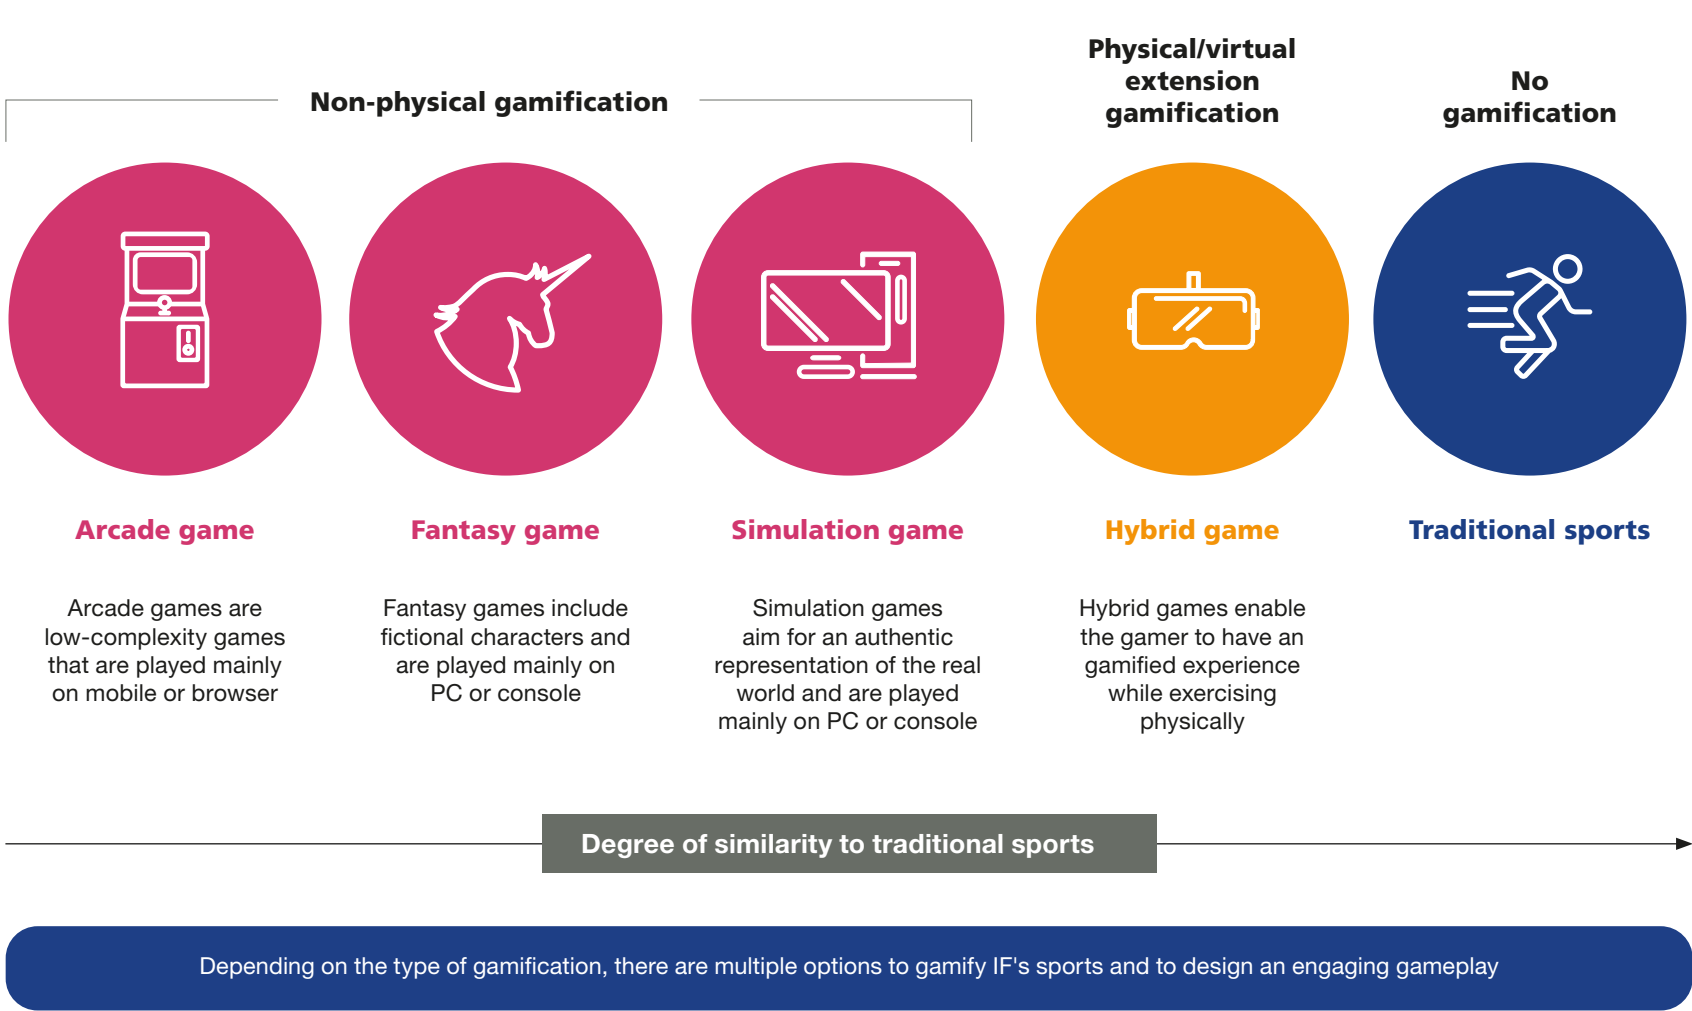 Non-physical gamification
Physical/virtual
extension
gamification
No
gamification
Arcade game
Arcade games are
low-complexity games
that are played mainly
on mobile or browser
Fantasy game
Fantasy games include
fictional characters and
are played mainly on
PC or console
Simulation game
Simulation games
aim for an authentic
representation of the real
world and are played
mainly on PC or console
Hybrid game
Hybrid games enable
the gamer to have an
gamified experience
while exercising
physically
Traditional sports
Degree of similarity to traditional sports
Depending on the type of gamification, there are multiple options to gamify IF's sports and to design an engaging gameplay